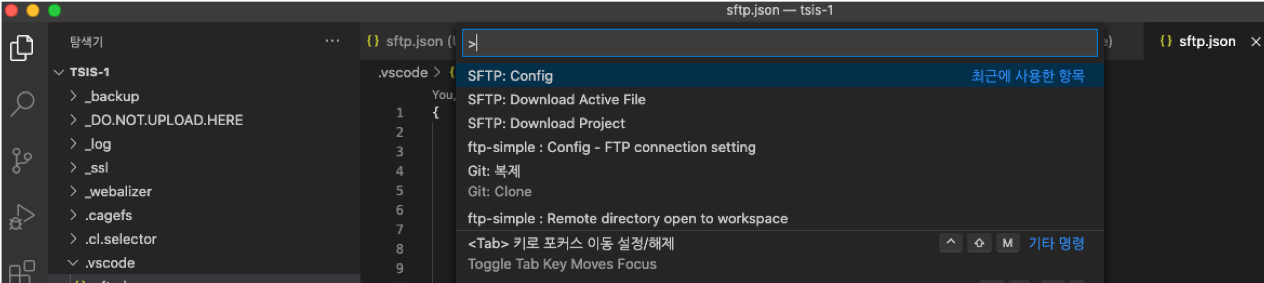 sftp.json — tsis-1
탐색기 ···
{} sftp.json (
>
{} sftp.json ×
TSIS-1
.vscode > {
_backup
You,
SFTP: Config 최근에 사용한 항목
_DO.NOT.UPLOAD.HERE
SFTP: Download Active File
_log
SFTP: Download Project
_ssl
ftp-simple : Config - FTP connection setting
_webalizer
Git: 복제
Git: Clone
.cagefs
ftp-simple : Remote directory open to workspace
.cl.selector
<Tab> 키로 포커스 이동 설정/해제 ^ ⇧ M 기타 명령
.vscode
Toggle Tab Key Moves Focus
1 {
2
3
4
5
6
7
8
9